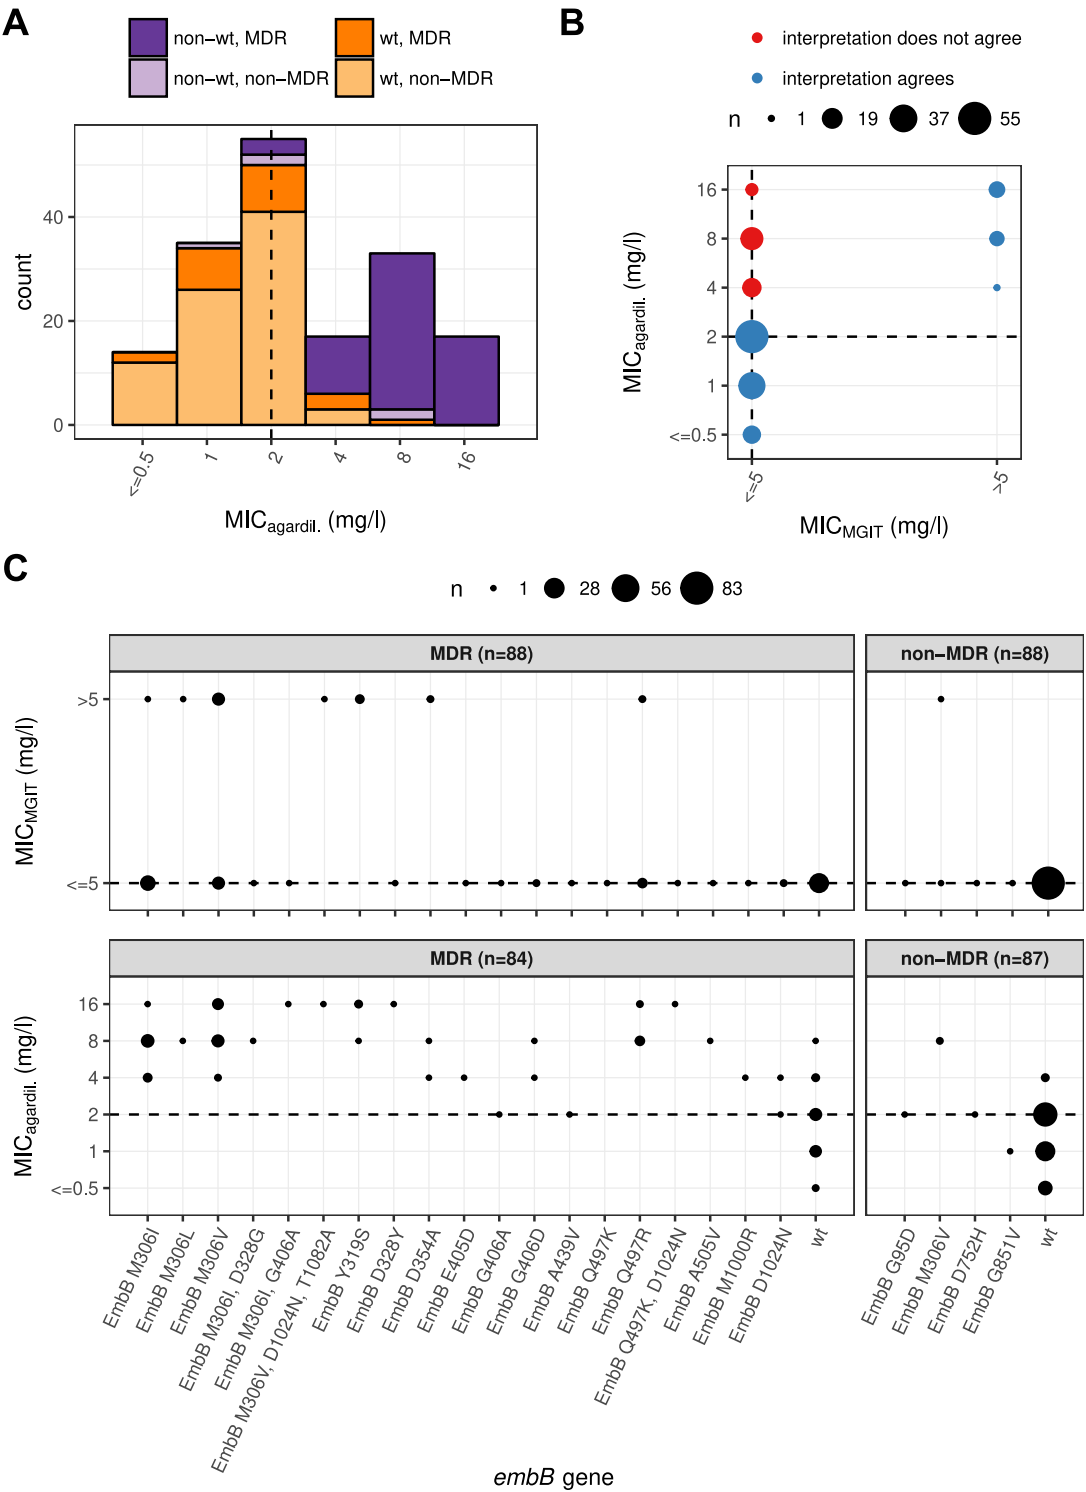 A
non-wt, MDR
wt, MDR
non-wt, non-MDR
wt, non-MDR
count
40
20
0
<=0.5
1
2
4
8
16
MICagardil. (mg/l)
B
interpretation does not agree
interpretation agrees
n 1 19 37 55
MICagardil. (mg/l)
16
8
4
2
1
<=0.5
<=5
>5
MICMGIT (mg/l)
C
n 1 28 56 83
MDR (n=88)
non-MDR (n=88)
MICMGIT (mg/l)
>5
<=5
MDR (n=84)
non-MDR (n=87)
MICagardil. (mg/l)
16
8
4
2
1
<=0.5
EmbB M306I
EmbB M306L
EmbB M306V
EmbB M306I, D328G
EmbB M306I, G406A
EmbB M306V, D1024N, T1082A
EmbB Y319S
EmbB D328Y
EmbB D354A
EmbB E405D
EmbB G406A
EmbB G406D
EmbB A439V
EmbB Q497K
EmbB Q497R
EmbB Q497K, D1024N
EmbB A505V
EmbB M1000R
EmbB D1024N
wt
EmbB G95D
EmbB M306V
EmbB D752H
EmbB G851V
wt
embB gene